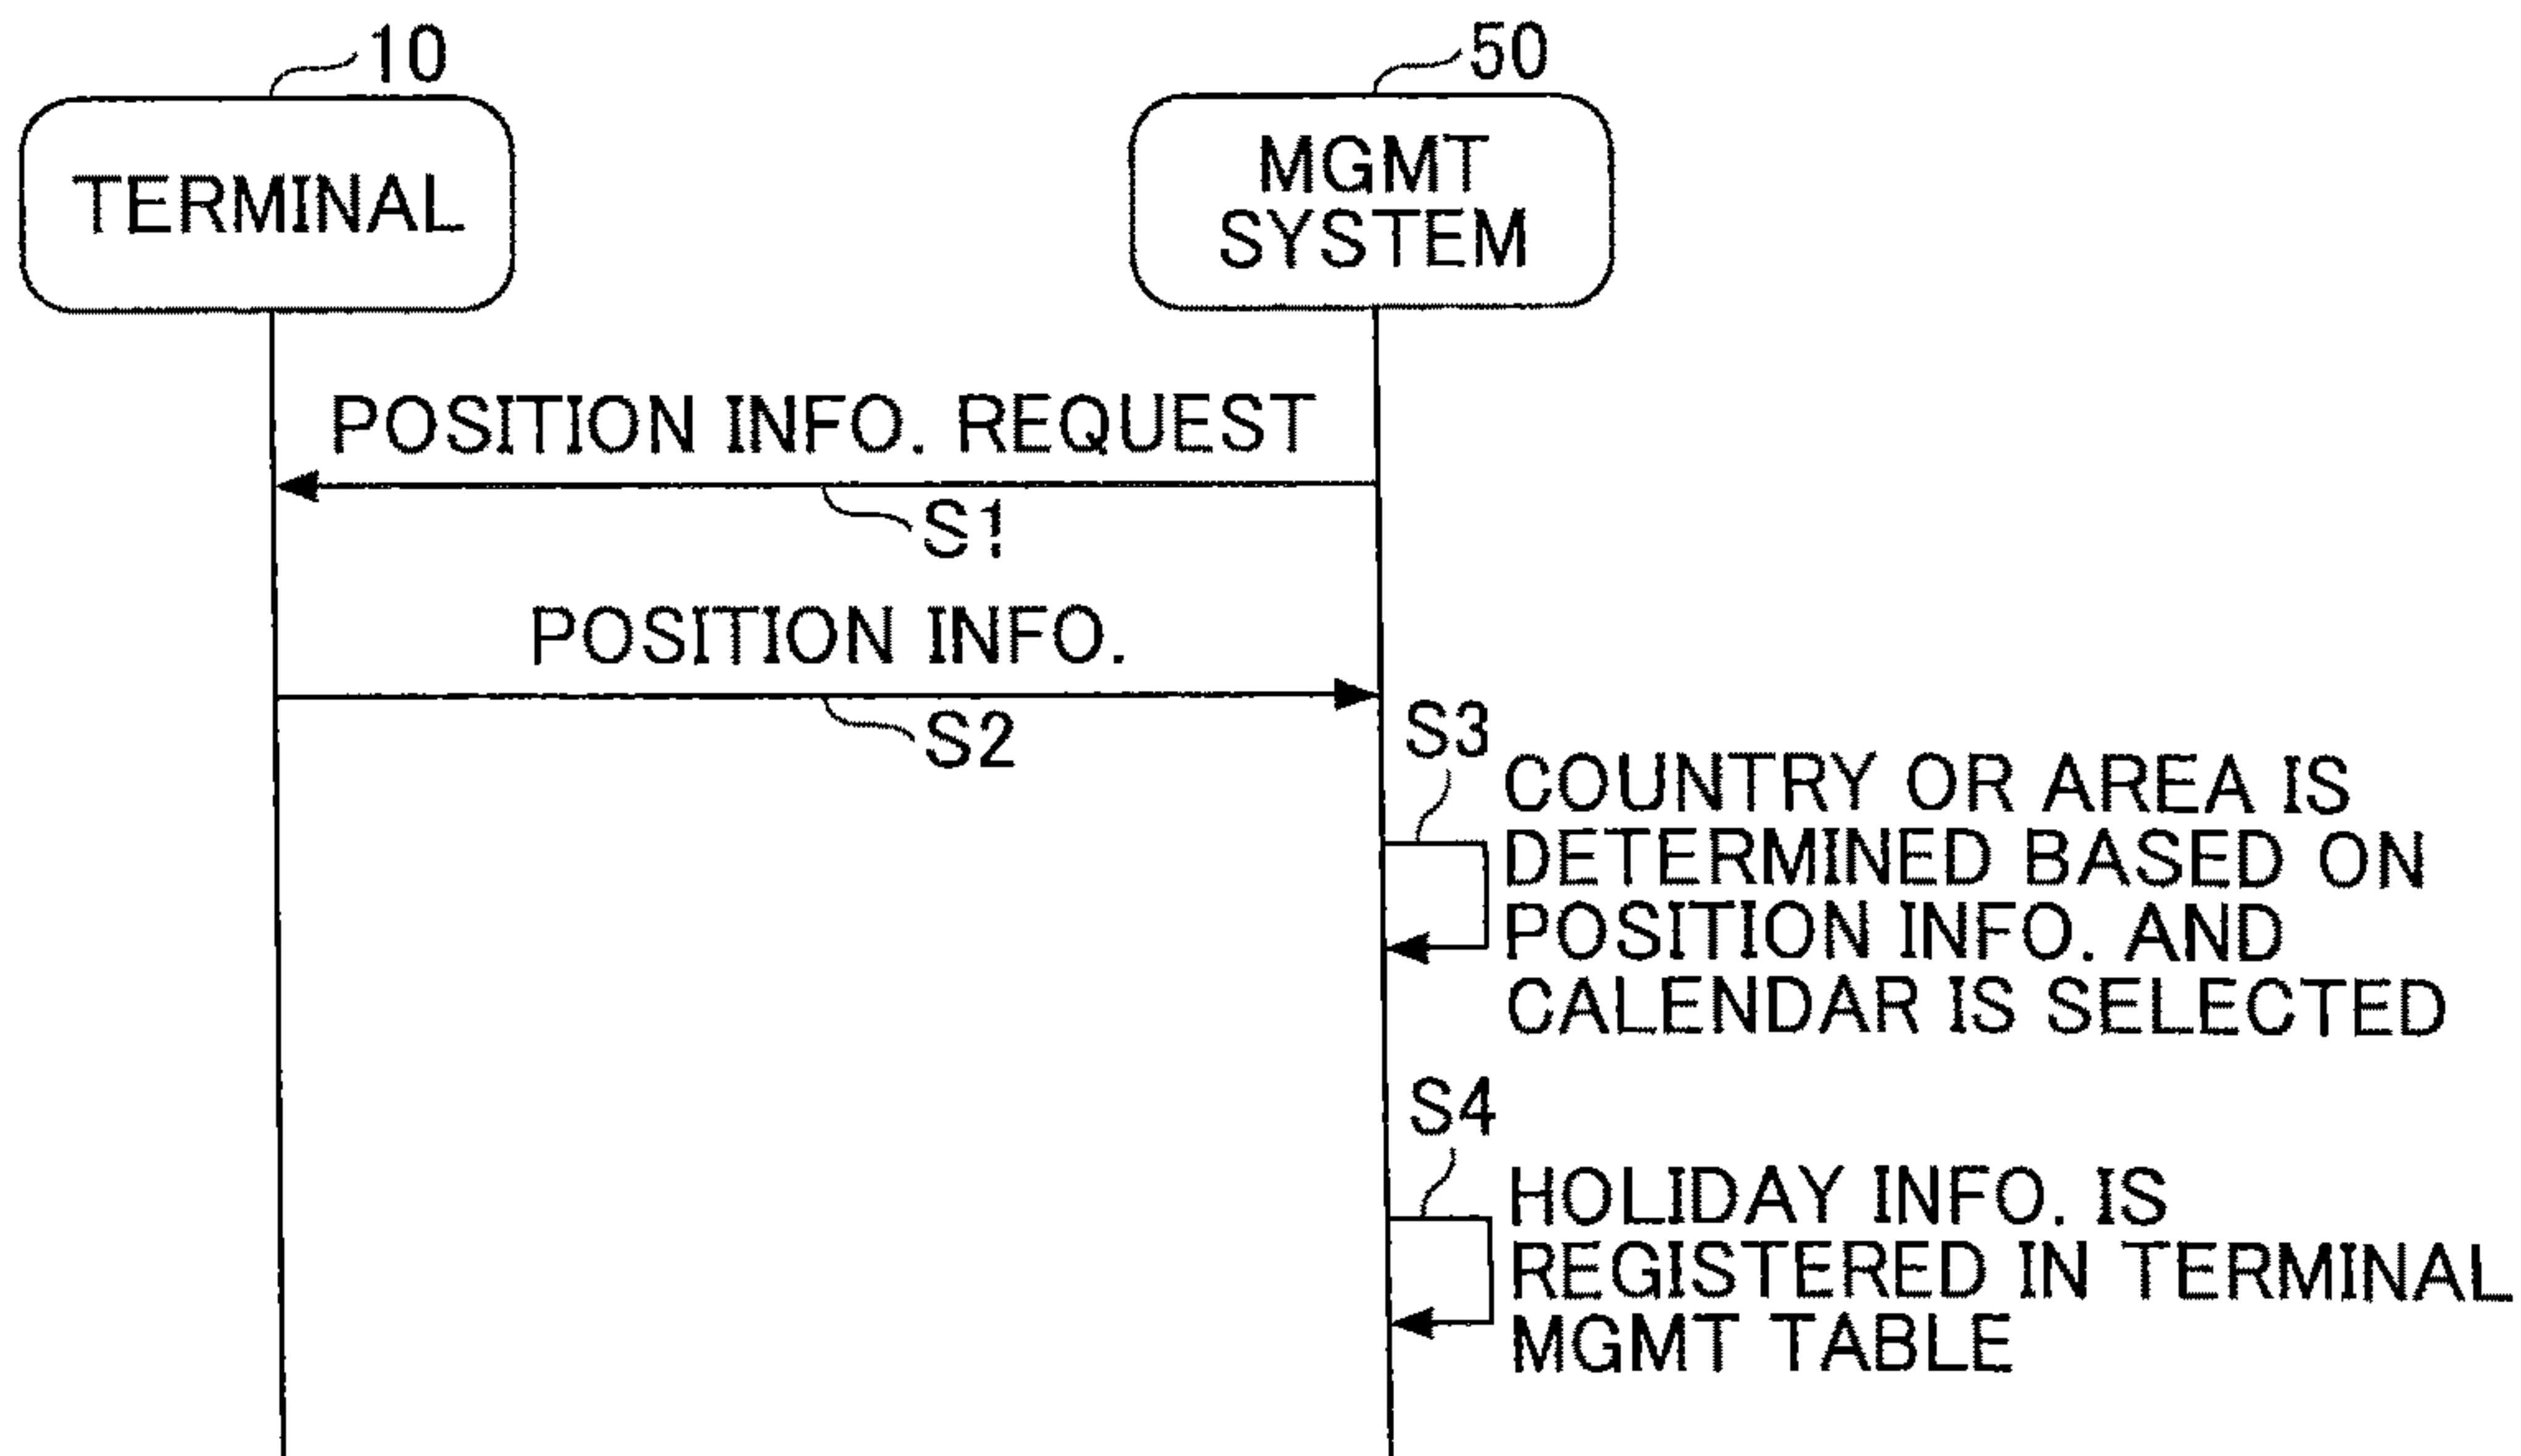 10
50
TERMINAL
MGMT
SYSTEM
POSITION INFO. REQUEST
S1
POSITION INFO.
S2
S3
COUNTRY OR AREA IS
DETERMINED BASED ON
POSITION INFO. AND
CALENDAR IS SELECTED
S4
HOLIDAY INFO. IS
REGISTERED IN TERMINAL
MGMT TABLE